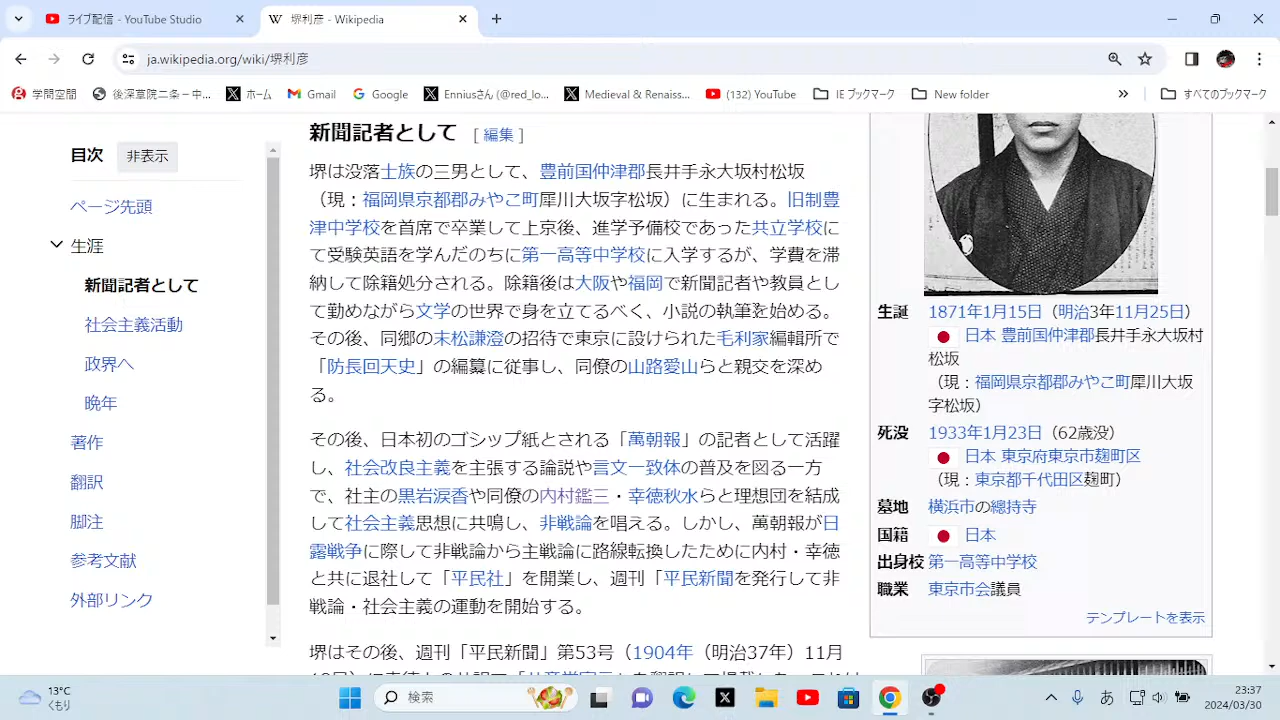 ライブ配信 - YouTube Studio
堺利彦 - Wikipedia
ja.wikipedia.org/wiki/堺利彦
学問空間
後深草院二条－中...
ホーム
Gmail
Google
Enniusさん (@red_lo...
Medieval & Renaiss...
(132) YouTube
IE ブックマーク
New folder
すべてのブックマーク
目次 非表示
ページ先頭
生涯
新聞記者として
社会主義活動
政界へ
晩年
著作
翻訳
脚注
参考文献
外部リンク
新聞記者として [編集]
堺は没落士族の三男として、豊前国仲津郡長井手永大坂村松坂
（現：福岡県京都郡みやこ町犀川大坂字松坂）に生まれる。旧制豊
津中学校を首席で卒業して上京後、進学予備校であった共立学校に
て受験英語を学んだのちに第一高等中学校に入学するが、学費を滞
納して除籍処分される。除籍後は大阪や福岡で新聞記者や教員とし
て勤めながら文学の世界で身を立てるべく、小説の執筆を始める。
その後、同郷の末松謙澄の招待で東京に設けられた毛利家編輯所で
「防長回天史」の編纂に従事し、同僚の山路愛山らと親交を深め
る。
その後、日本初のゴシップ紙とされる「萬朝報」の記者として活躍
し、社会改良主義を主張する論説や言文一致体の普及を図る一方
で、社主の黒岩涙香や同僚の内村鑑三・幸徳秋水らと理想団を結成
して社会主義思想に共鳴し、非戦論を唱える。しかし、萬朝報が日
露戦争に際して非戦論から主戦論に路線転換したために内村・幸徳
と共に退社して「平民社」を開業し、週刊「平民新聞を発行して非
戦論・社会主義の運動を開始する。
堺はその後、週刊「平民新聞」第53号（1904年（明治37年）11月
生誕 1871年1月15日（明治3年11月25日）
日本 豊前国仲津郡長井手永大坂村
松坂
（現：福岡県京都郡みやこ町犀川大坂
字松坂）
死没 1933年1月23日（62歳没）
日本 東京府東京市麹町区
（現：東京都千代田区麹町）
墓地 横浜市の總持寺
国籍 日本
出身校 第一高等中学校
職業 東京市会議員
テンプレートを表示
13°C
くもり
検索
あ
23:37
2024/03/30